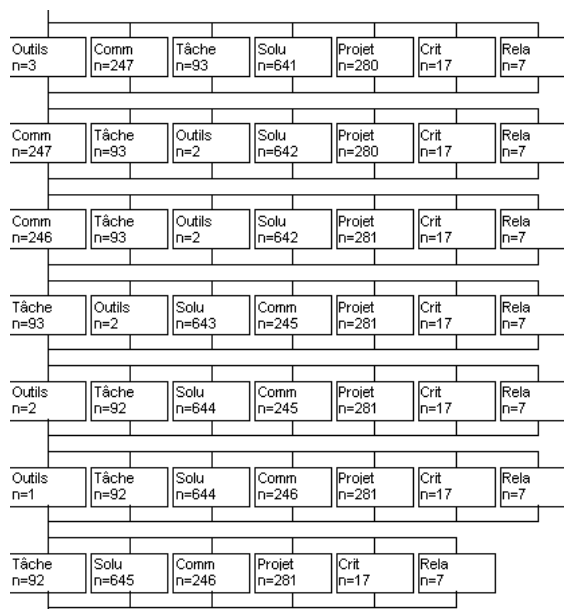 Outils Comm Tâche Solu Projet Crit Rela
n=3 n=247 n=93 n=641 n=280 n=17 n=7
Comm Tâche Outils Solu Projet Crit Rela
n=247 n=93 n=2 n=642 n=280 n=17 n=7
Comm Tâche Outils Solu Projet Crit Rela
n=246 n=93 n=2 n=642 n=281 n=17 n=7
Tâche Outils Solu Comm Projet Crit Rela
n=93 n=2 n=643 n=245 n=281 n=17 n=7
Outils Tâche Solu Comm Projet Crit Rela
n=2 n=92 n=644 n=245 n=281 n=17 n=7
Outils Tâche Solu Comm Projet Crit Rela
n=1 n=92 n=644 n=246 n=281 n=17 n=7
Tâche Solu Comm Projet Crit Rela
n=92 n=645 n=246 n=281 n=17 n=7